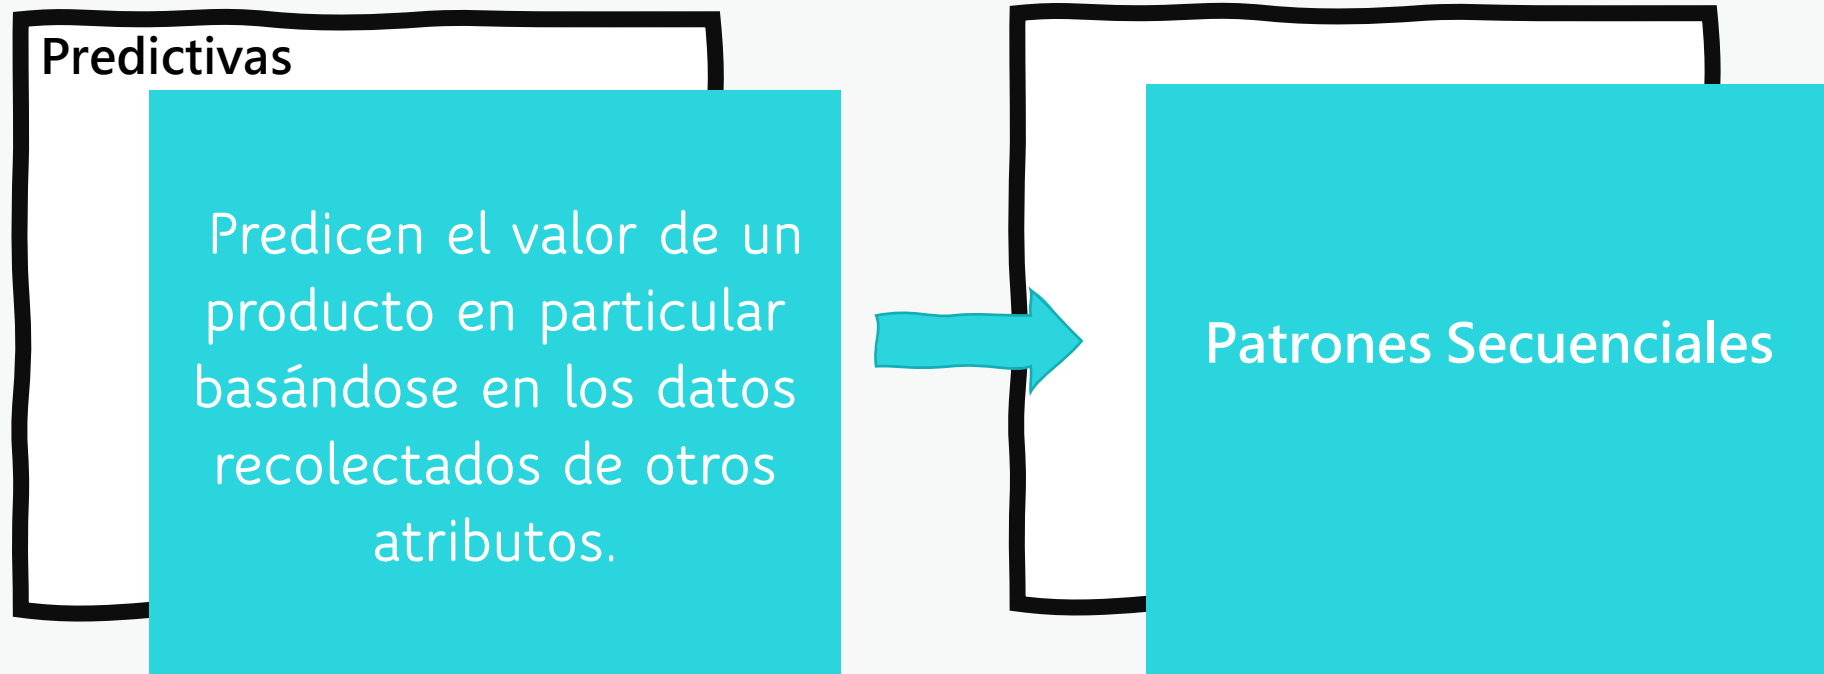 Predictivas
Predicen el valor de un
producto en particular
basándose en los datos
recolectados de otros
atributos.
Patrones Secuenciales